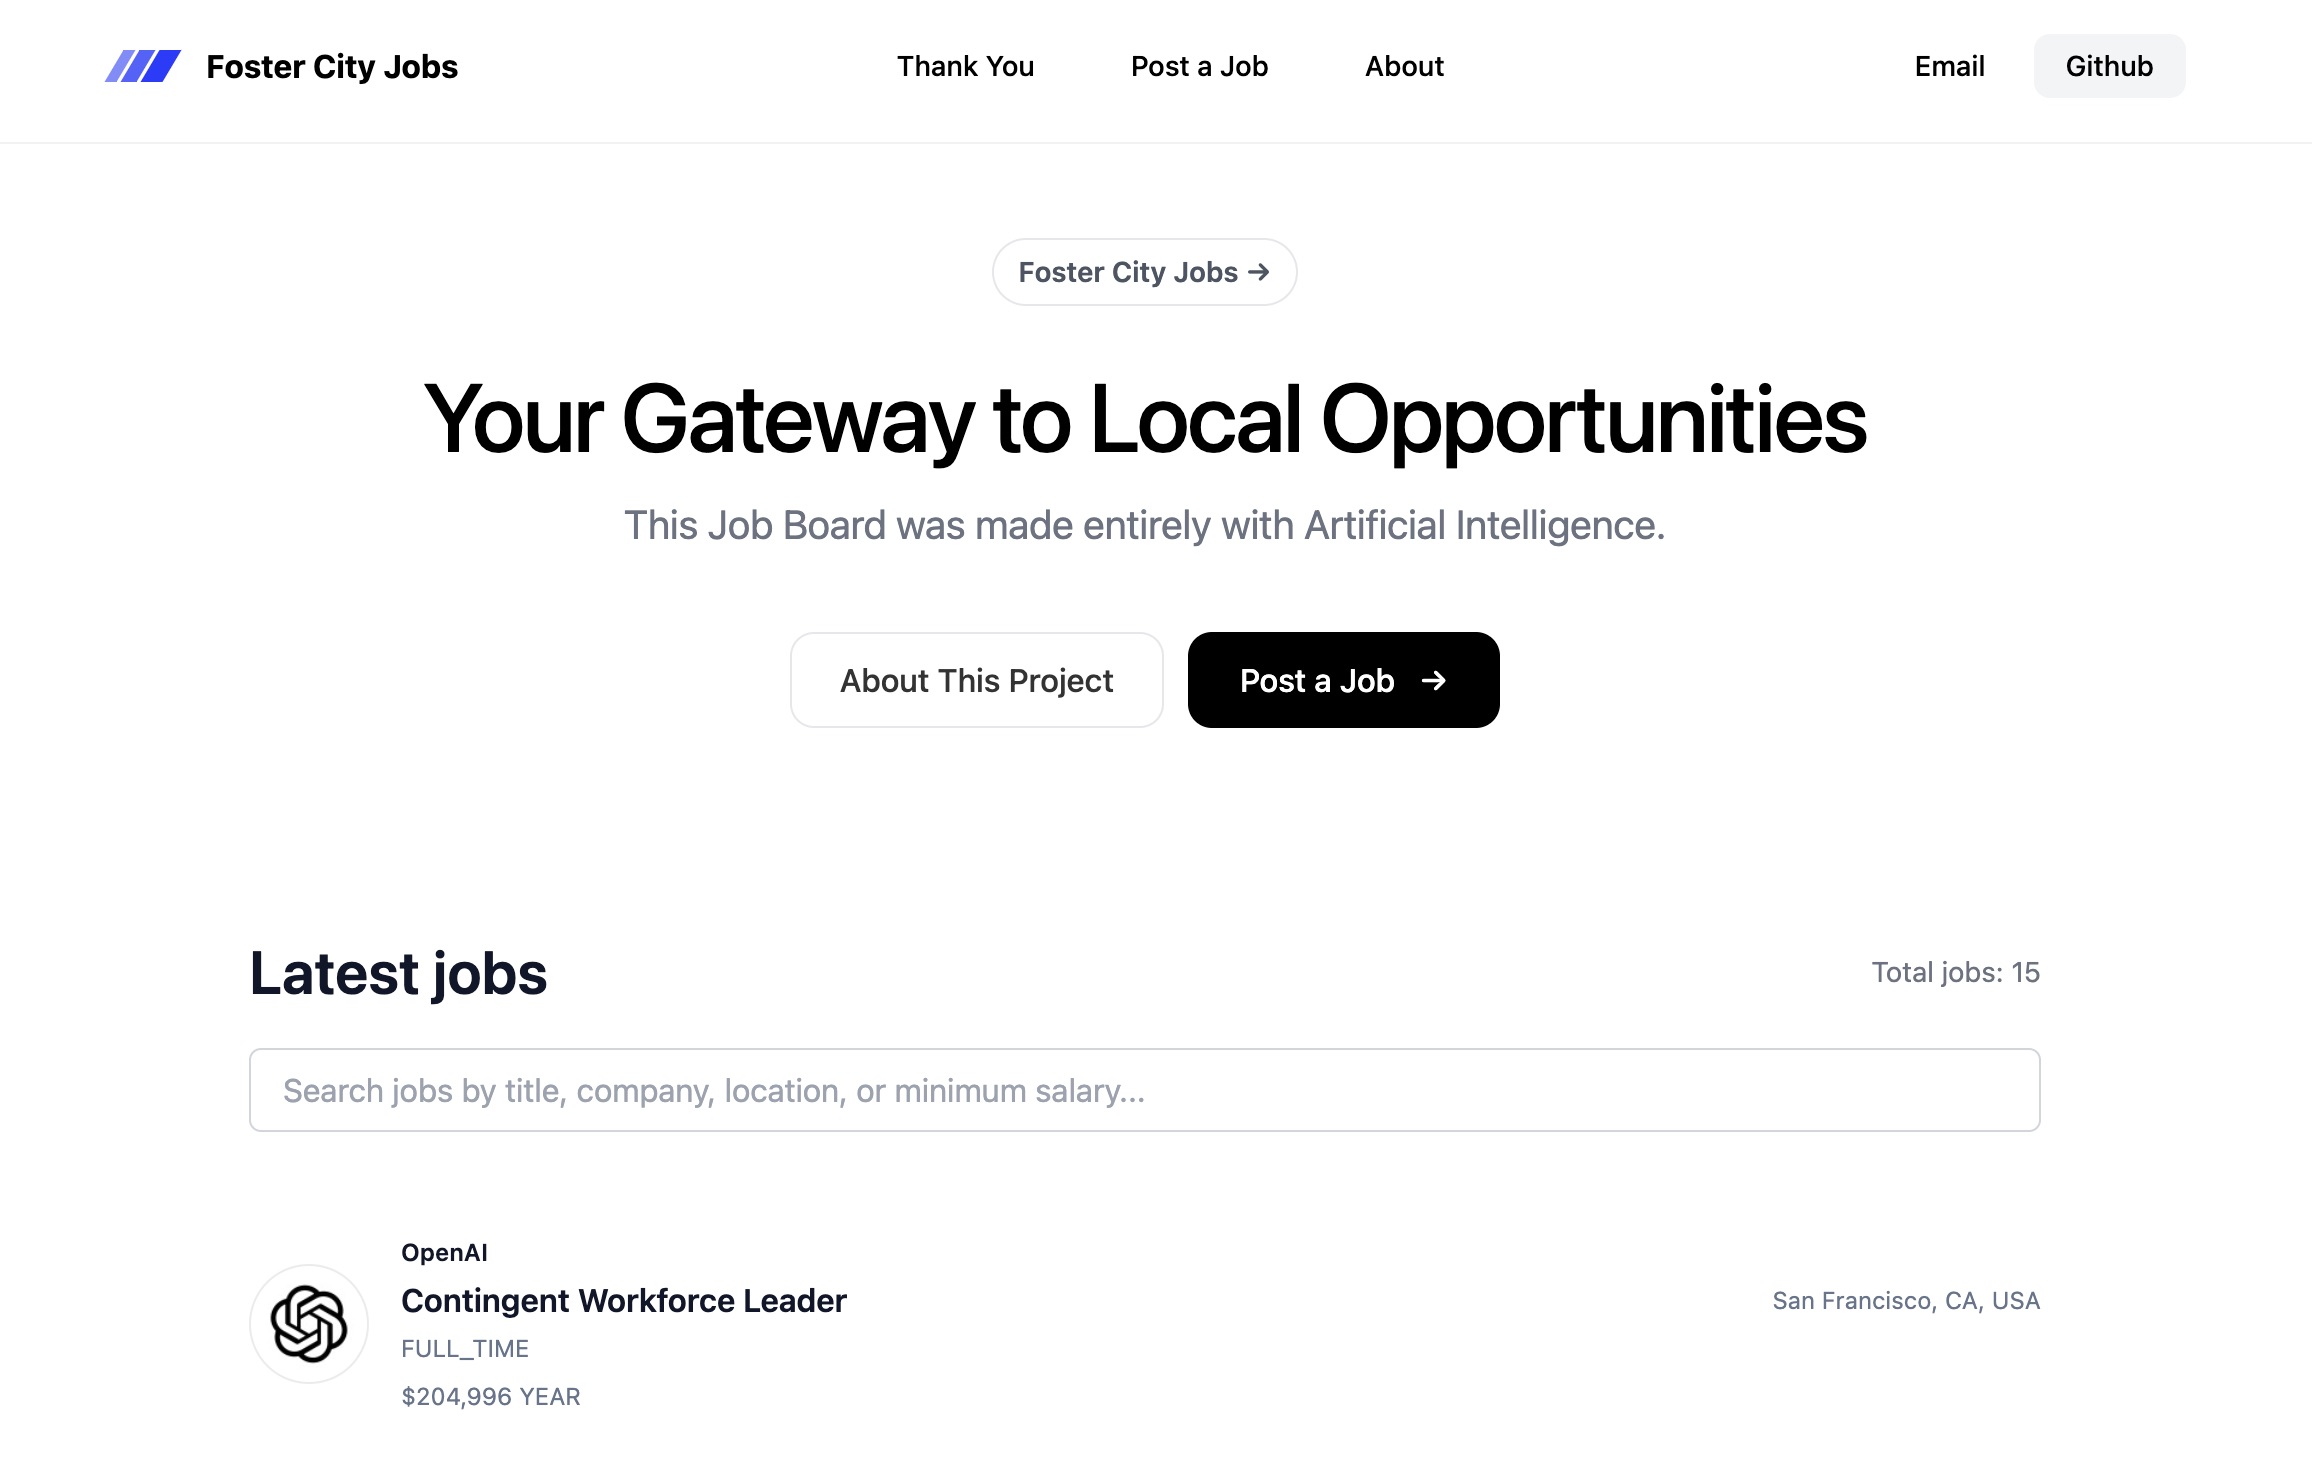 Foster City Jobs
Thank You
Post a Job
About
Email
Github
Foster City Jobs →
Your Gateway to Local Opportunities
This Job Board was made entirely with Artificial Intelligence.
About This Project
Post a Job →
Latest jobs
Total jobs: 15
Search jobs by title, company, location, or minimum salary...
OpenAI
Contingent Workforce Leader
San Francisco, CA, USA
FULL_TIME
$204,996 YEAR